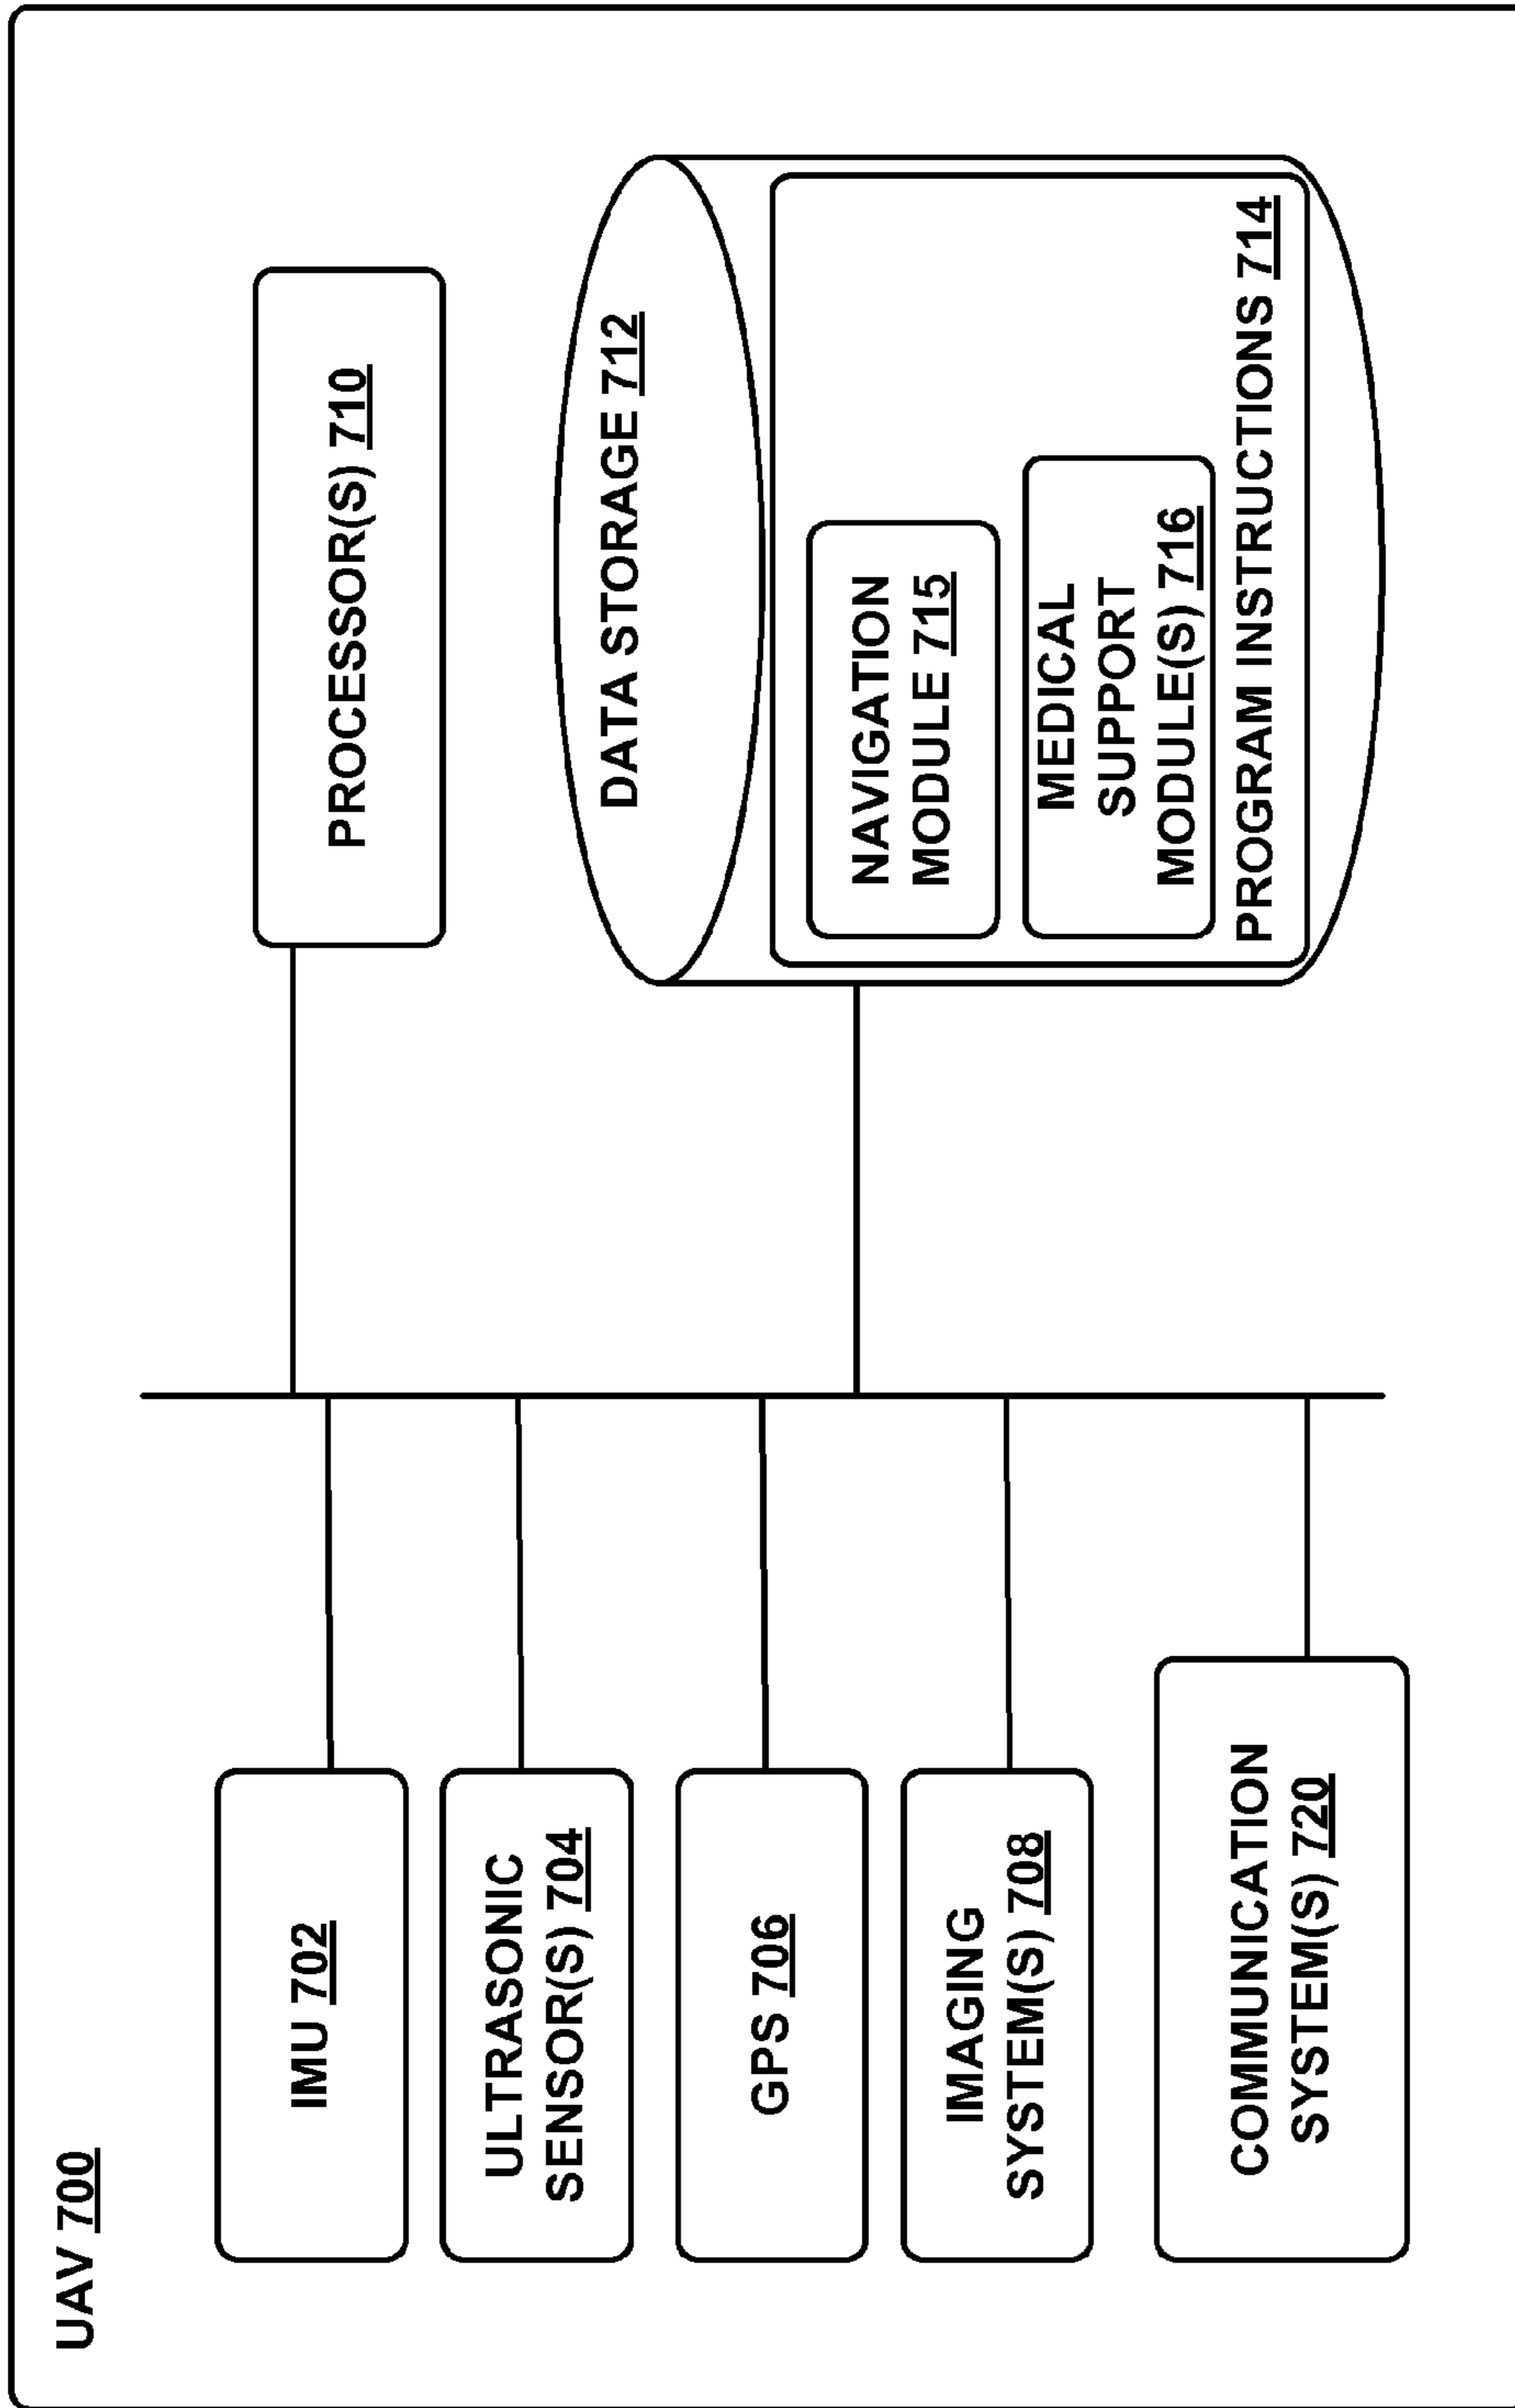 UAV 700
IMU 702
ULTRASONIC
SENSOR(S) 704
GPS 706
IMAGING
SYSTEM(S) 708
COMMUNICATION
SYSTEM(S) 720
PROCESSOR(S) 710
DATA STORAGE 712
NAVIGATION
MODULE 715
MEDICAL
SUPPORT
MODULE(S) 716
PROGRAM INSTRUCTIONS 714